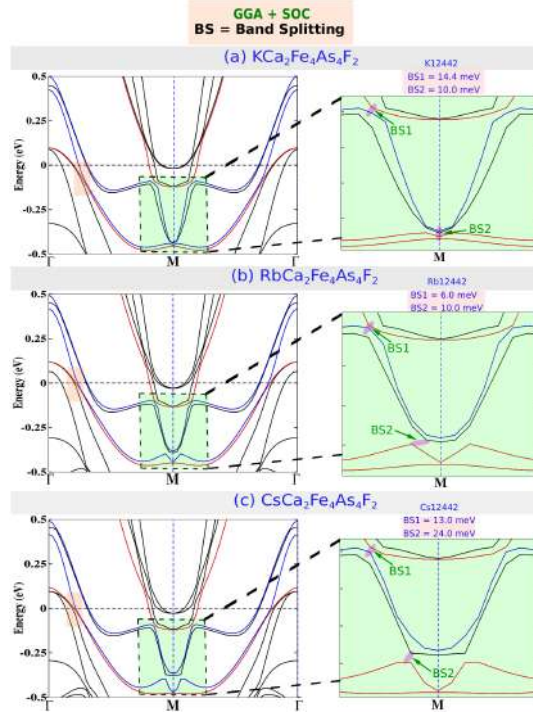 GGA + SOC
BS = Band Splitting
(a) KCa2Fe4As4F2
K12442
BS1 = 14.4 meV
BS2 = 10.0 meV
0.5
0.25
0
-0.25
-0.5
Energy (eV)
Γ M Γ
BS1
BS2
M
(b) RbCa2Fe4As4F2
Rb12442
BS1 = 6.0 meV
BS2 = 10.0 meV
0.5
0.25
0
-0.25
-0.5
Energy (eV)
Γ M Γ
BS1
BS2
M
(c) CsCa2Fe4As4F2
Cs12442
BS1 = 13.0 meV
BS2 = 24.0 meV
0.5
0.25
0
-0.25
-0.5
Energy (eV)
Γ M Γ
BS1
BS2
M